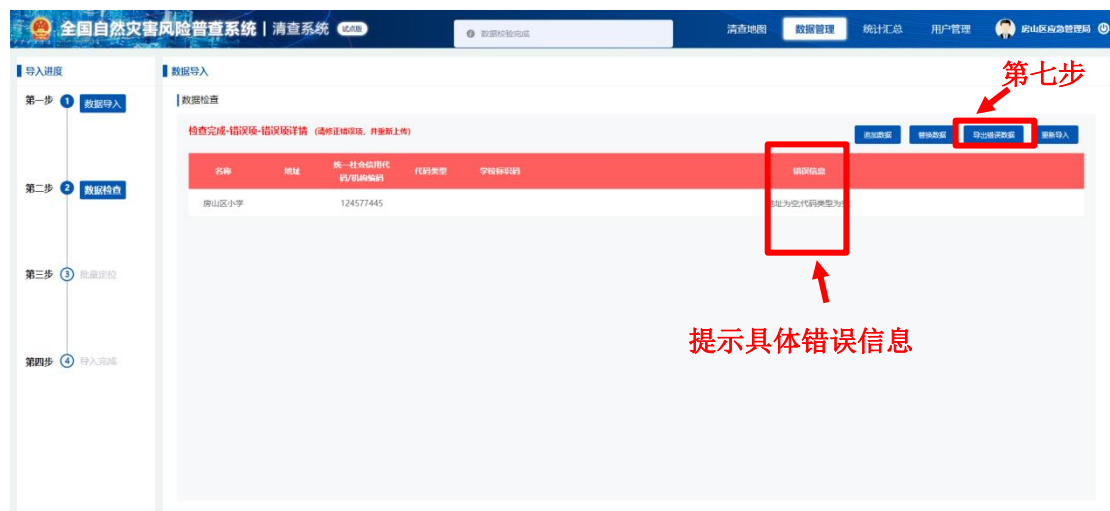 全国自然灾害风险普查系统 | 清查系统 试点版
数据校验完成
清查地图 数据管理 统计汇总 用户管理 房山区应急管理局
导入进度
数据导入
第七步
第一步 1 数据导入
数据检查
检查完成-错误项-错误项详情 (请修正错误项，并重新上传)
追加数据 替换数据 导出错误数据 重新导入
名称 地址 统一社会信用代码/机构编码 代码类型 学校标识码 错误信息
第二步 2 数据检查
房山区小学 124577445 地址为空;代码类型为空;
第三步 3 批量定位
提示具体错误信息
第四步 4 导入完成